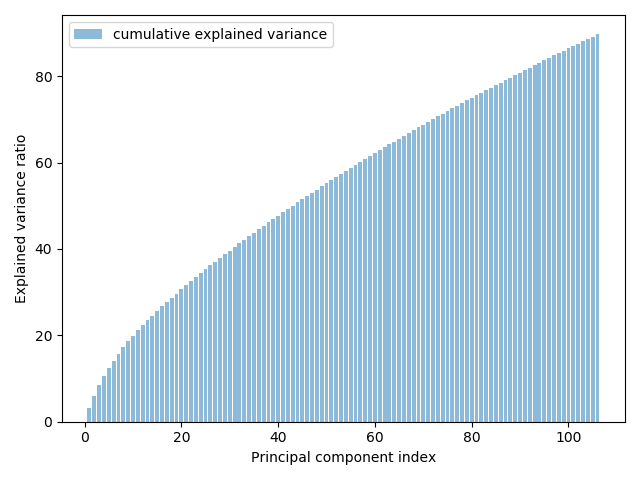 cumulative explained variance
80
60
40
20
0
Explained variance ratio
0 20 40 60 80 100
Principal component index